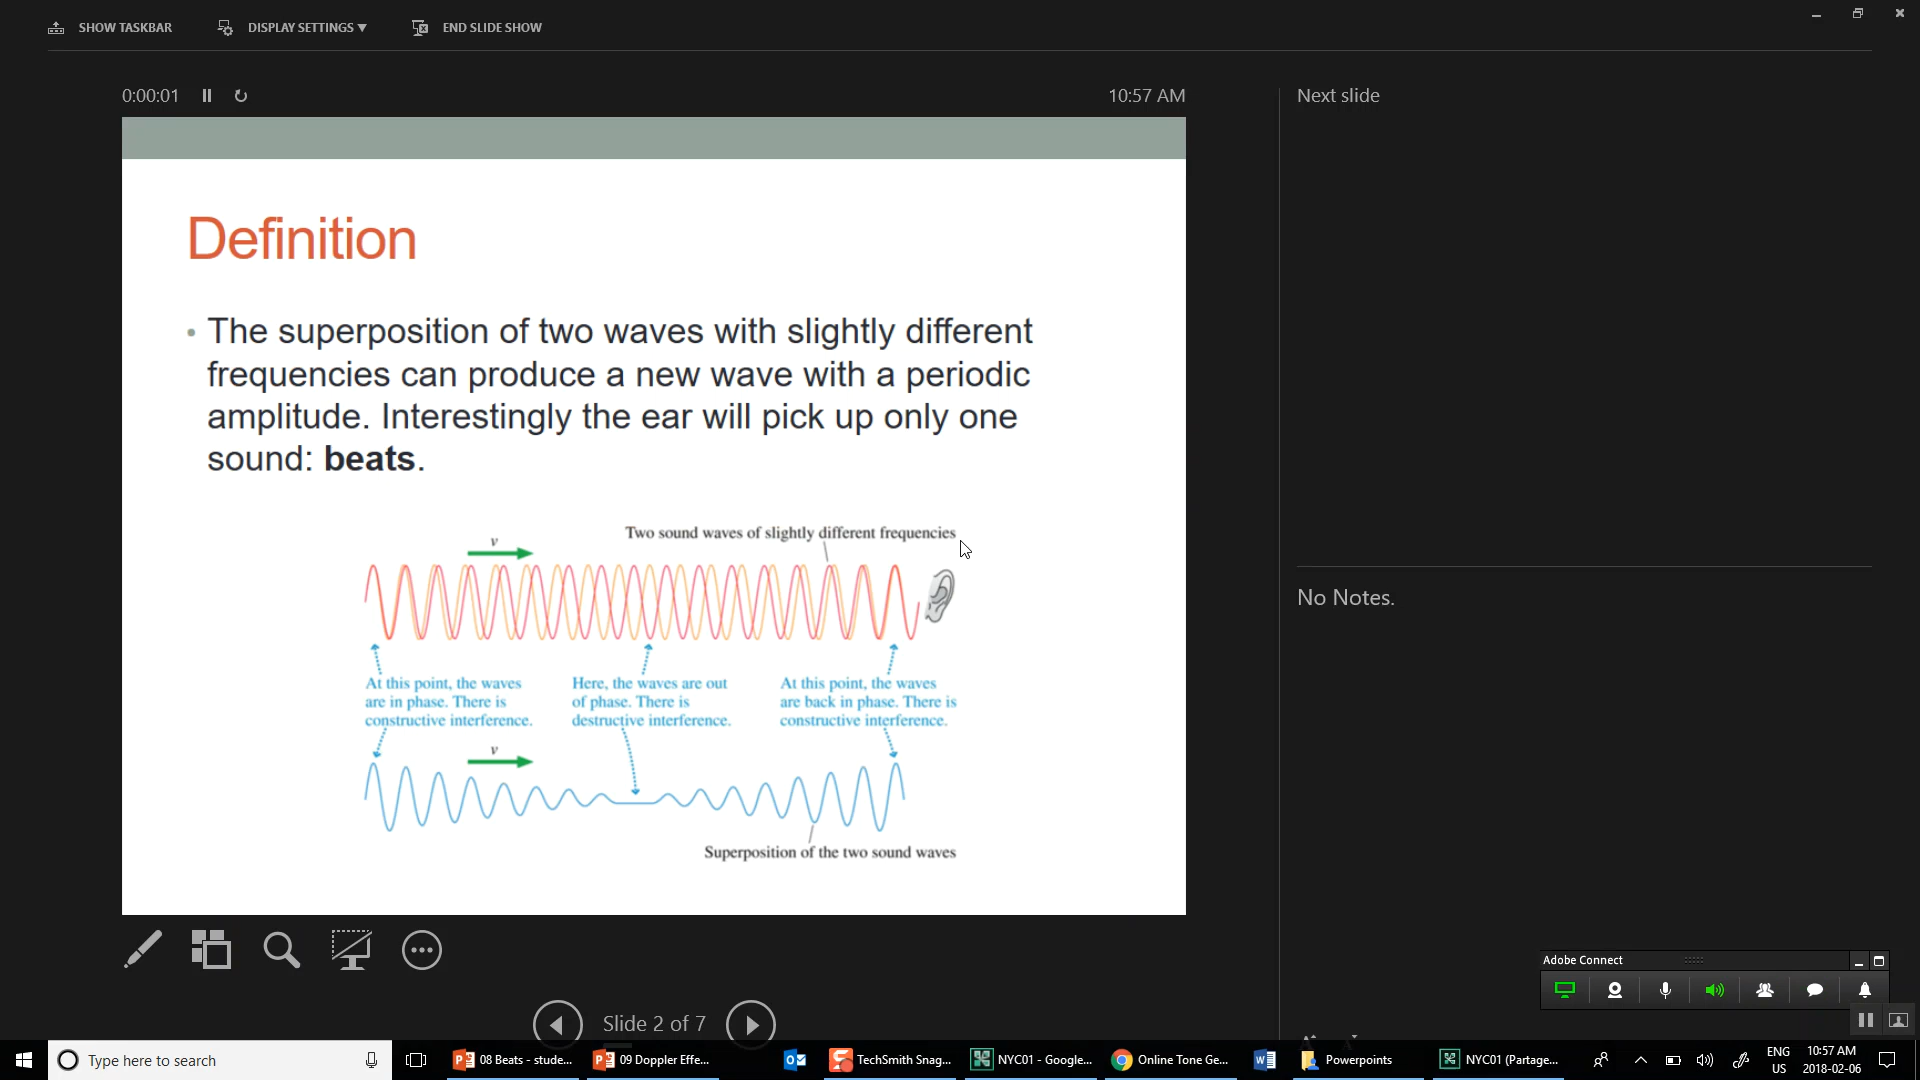 SHOW TASKBAR
DISPLAY SETTINGS
END SLIDE SHOW
0:00:01
10:57 AM
Next slide
Definition
• The superposition of two waves with slightly different
frequencies can produce a new wave with a periodic
amplitude. Interestingly the ear will pick up only one
sound: beats.
Two sound waves of slightly different frequencies
v
At this point, the waves
are in phase. There is
constructive interference.
Here, the waves are out
of phase. There is
destructive interference.
At this point, the waves
are back in phase. There is
constructive interference.
v
Superposition of the two sound waves
No Notes.
Adobe Connect
Slide 2 of 7
Type here to search
08 Beats - stude...
09 Doppler Effe...
TechSmith Snag...
NYC01 - Google...
Online Tone Ge...
Powerpoints
NYC01 (Partage...
ENG
US
10:57 AM
2018-02-06